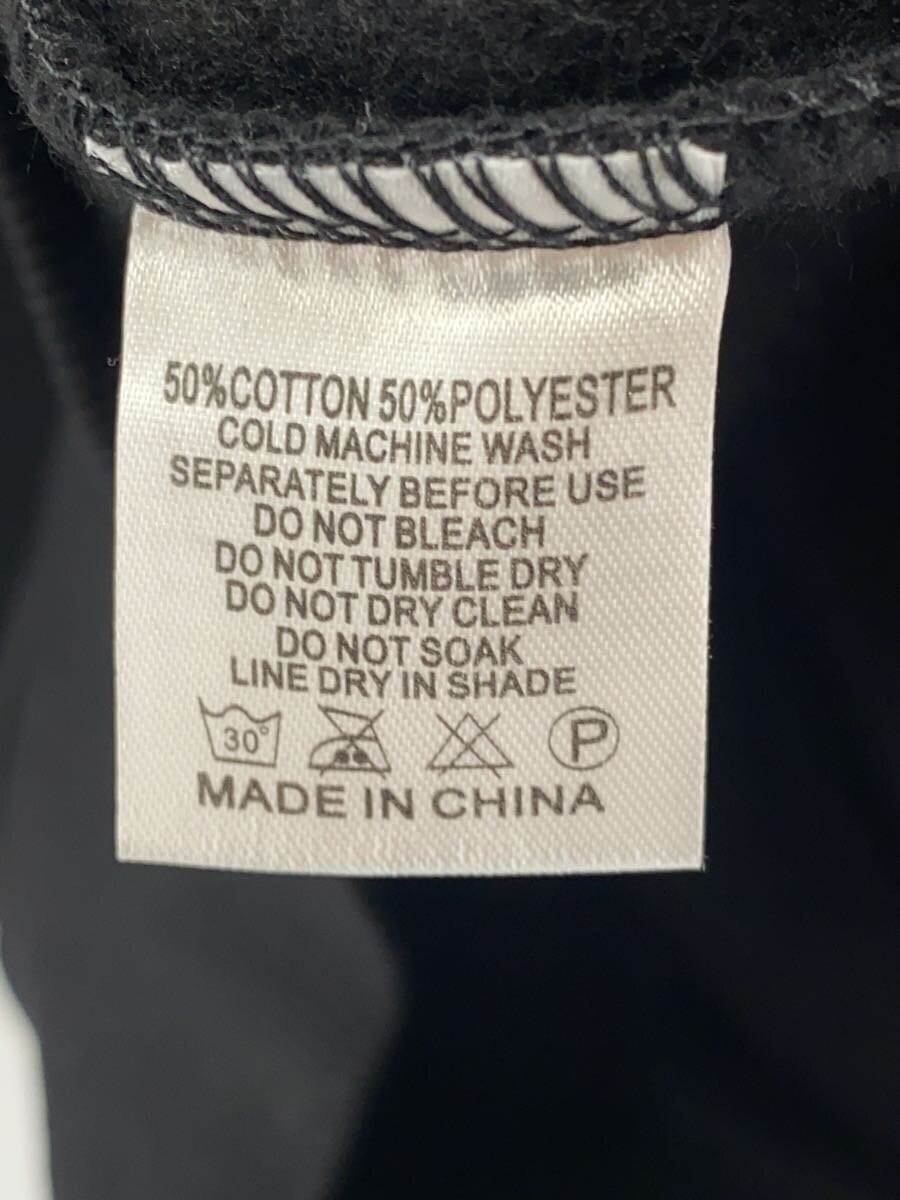 50%COTTON 50%POLYESTER
COLD MACHINE WASH
SEPARATELY BEFORE USE
DO NOT BLEACH
DO NOT TUMBLE DRY
DO NOT DRY CLEAN
DO NOT SOAK
LINE DRY IN SHADE
30° P
MADE IN CHINA